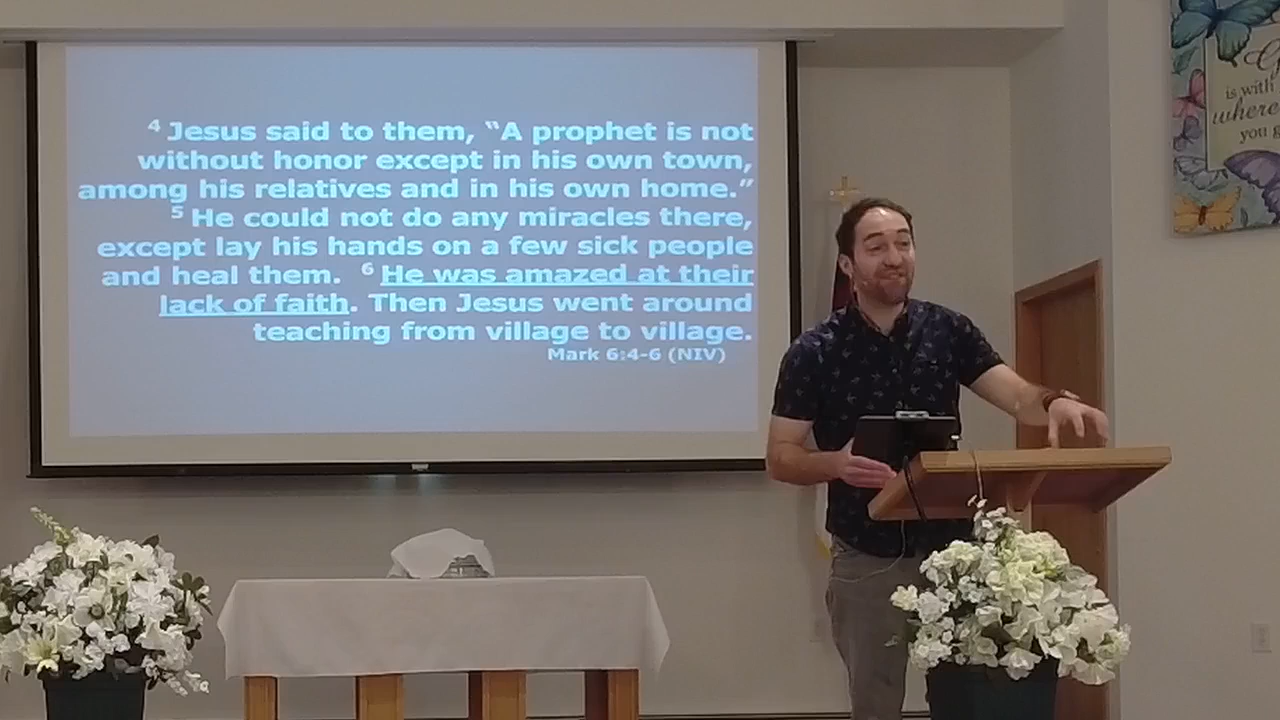 ⁴ Jesus said to them, “A prophet is not
without honor except in his own town,
among his relatives and in his own home.”
⁵ He could not do any miracles there,
except lay his hands on a few sick people
and heal them. ⁶ He was amazed at their
lack of faith. Then Jesus went around
teaching from village to village.
Mark 6:4-6 (NIV)
is with
where
you g